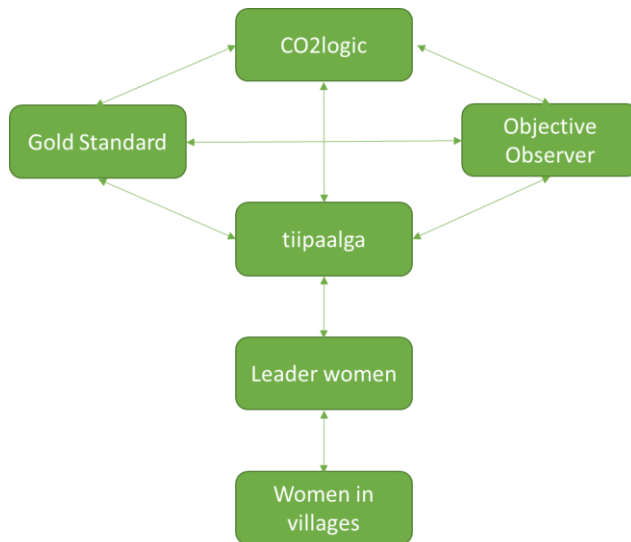 CO2logic
Gold Standard
Objective
Observer
tiipaalga
Leader women
Women in
villages